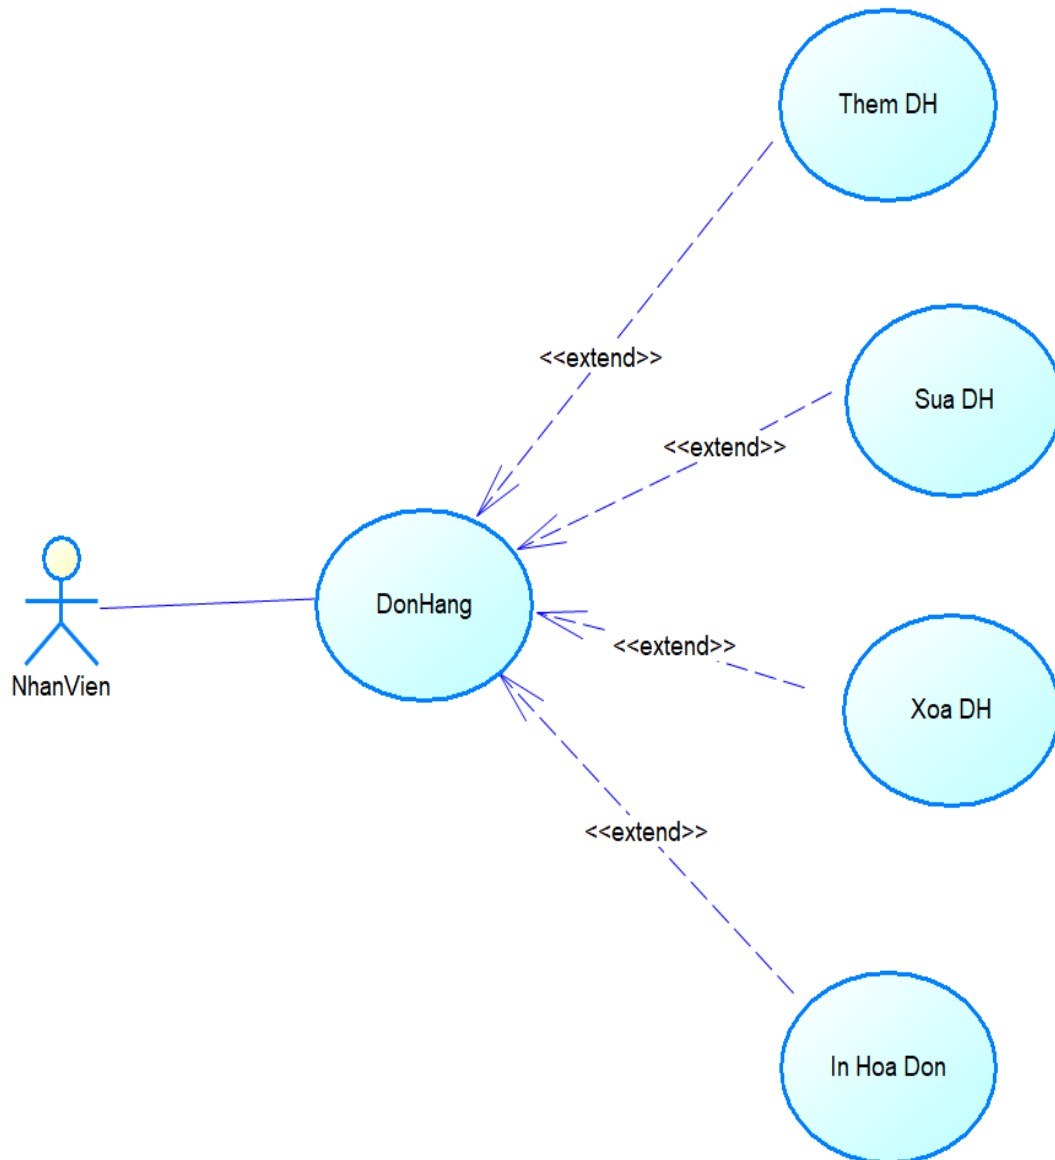 Them DH
<<extend>>
Sua DH
<<extend>>
DonHang
NhanVien
<<extend>>
Xoa DH
<<extend>>
In Hoa Don